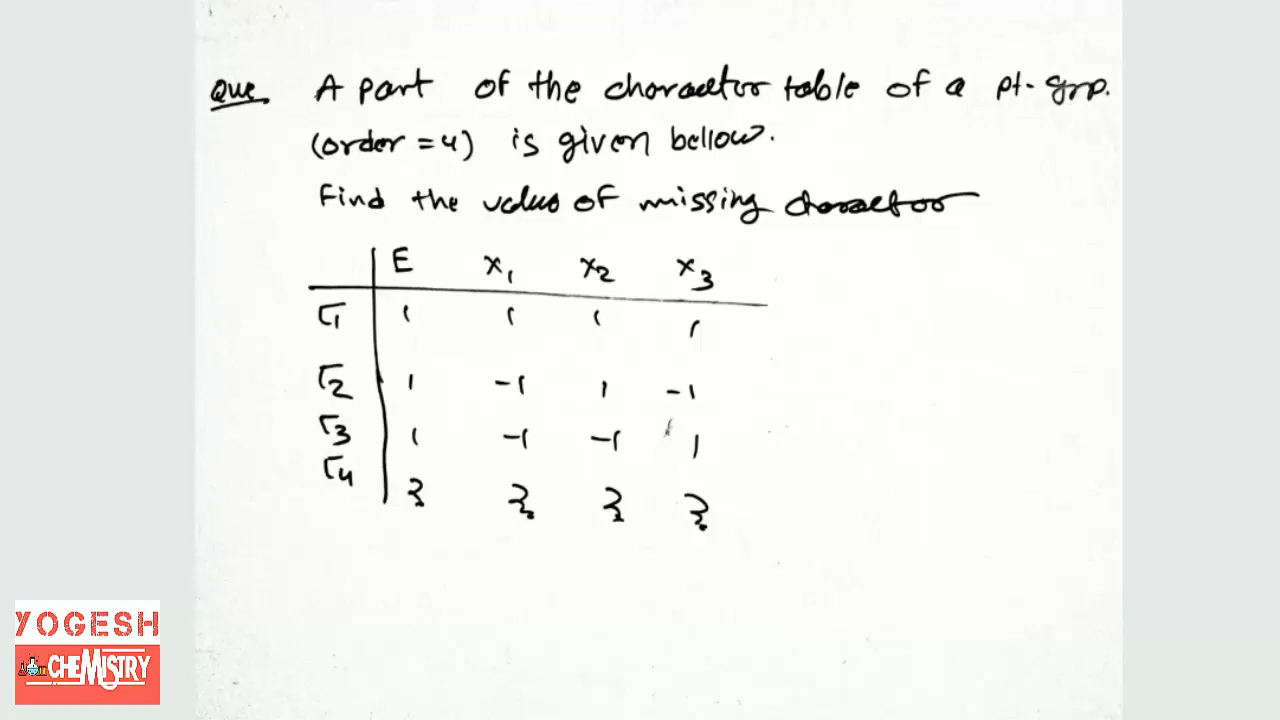 Que. A part of the character table of a pt. grp.
(order = 4) is given bellow.
Find the value of missing character
E x1 x2 x3
Γ1 1 1 1 1
Γ2 1 -1 1 -1
Γ3 1 -1 -1 1
Γ4 ? ? ? ?
YOGESH
CHEMISTRY